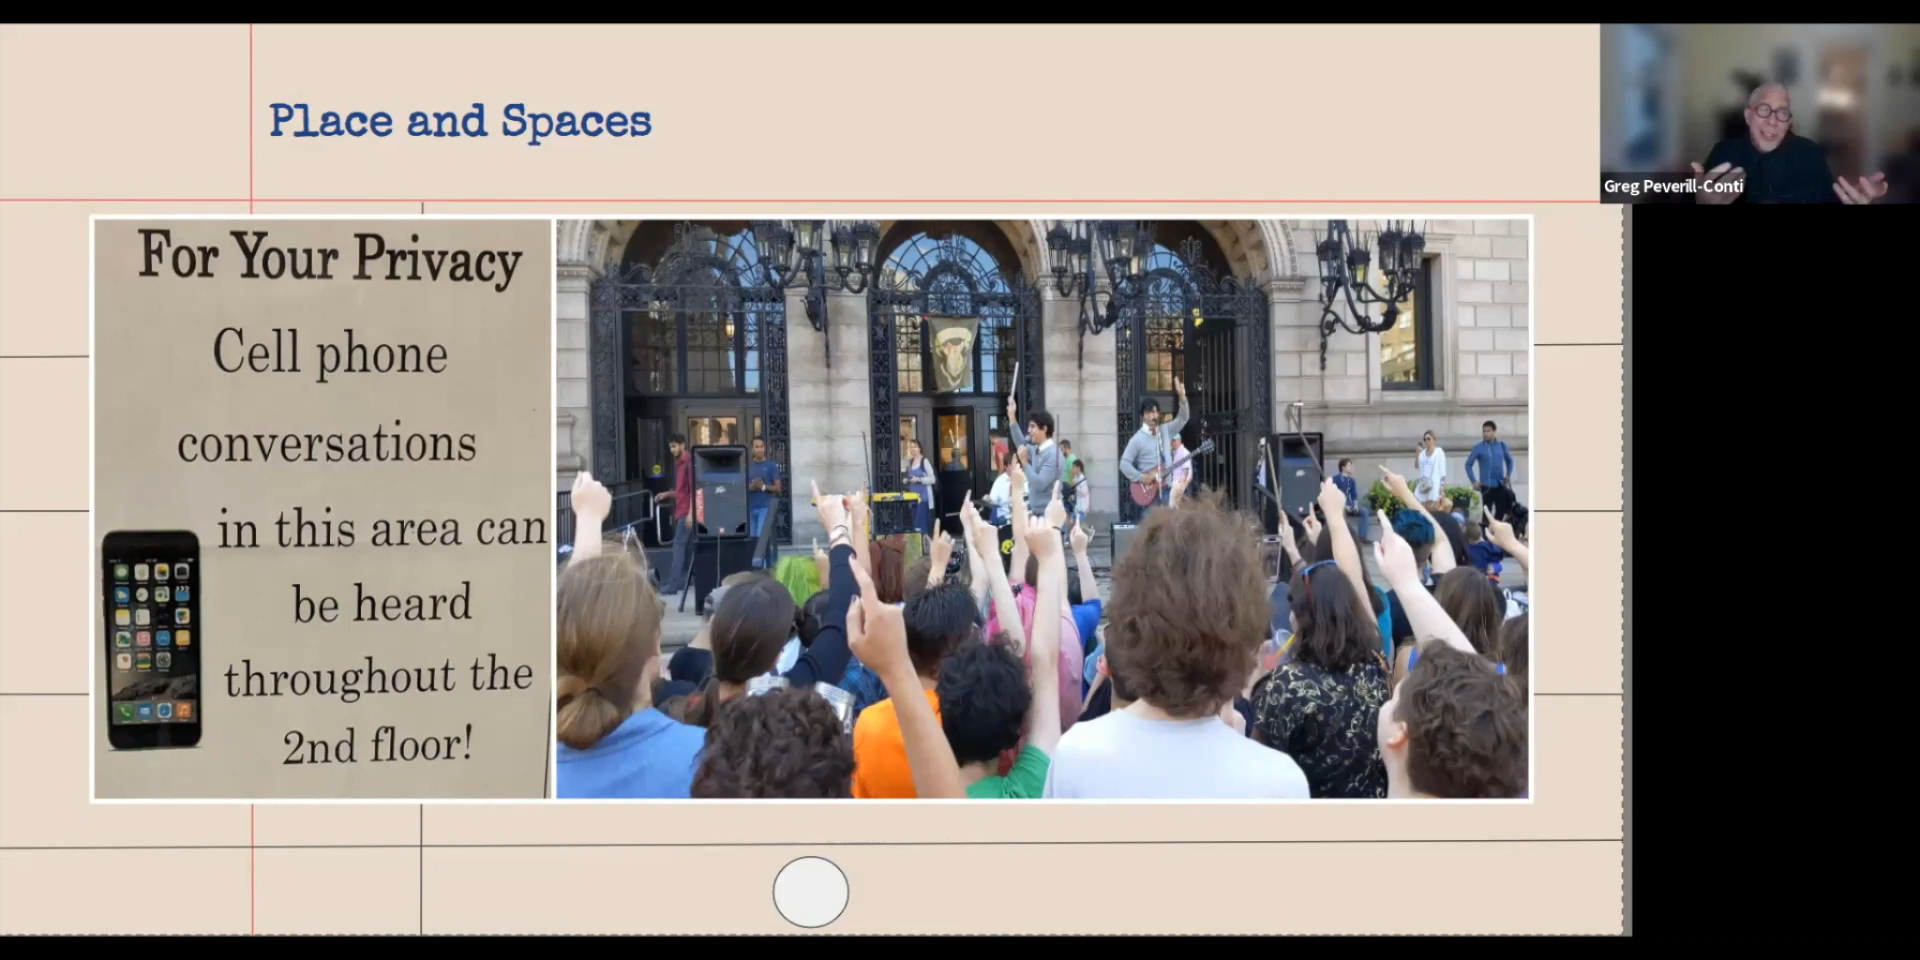 Place and Spaces
Greg Peverill-Conti
For Your Privacy
Cell phone
conversations
in this area can
be heard
throughout the
2nd floor!